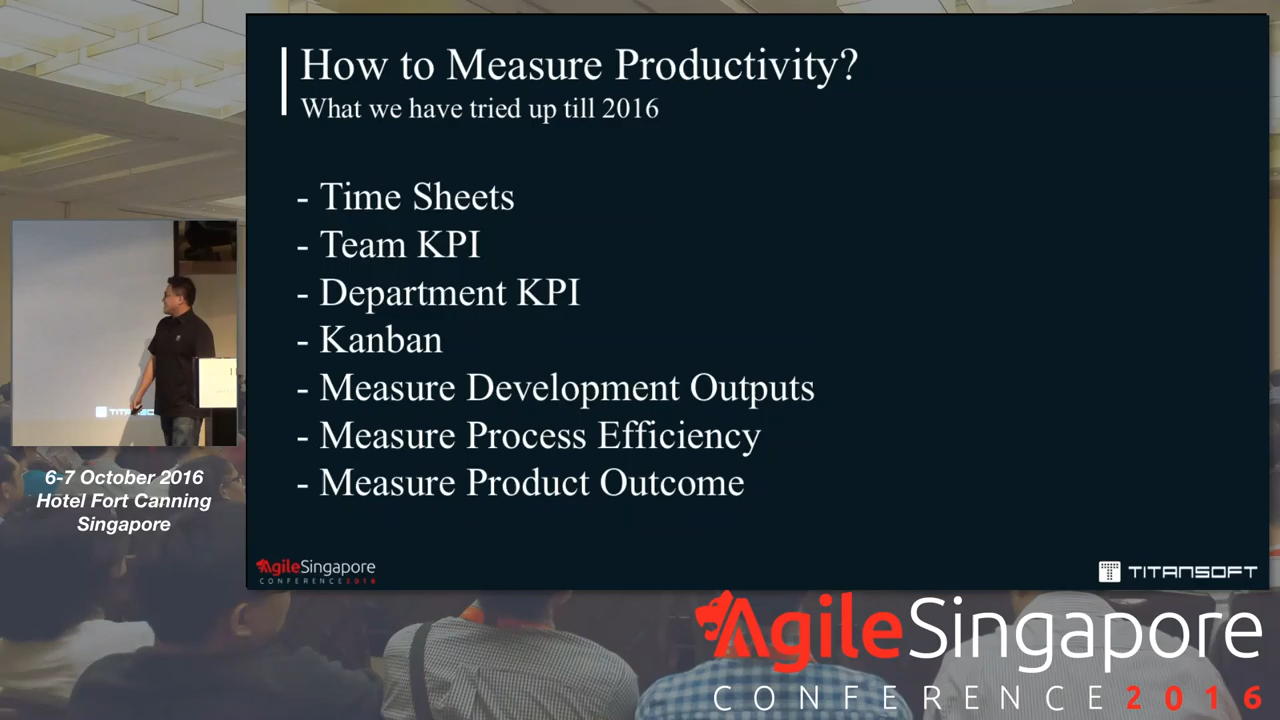 How to Measure Productivity?
What we have tried up till 2016
- Time Sheets
- Team KPI
- Department KPI
- Kanban
- Measure Development Outputs
- Measure Process Efficiency
- Measure Product Outcome
AgileSingapore
CONFERENCE2016
TITANSOFT
6-7 October 2016
Hotel Fort Canning
Singapore
AgileSingapore
CONFERENCE 2016